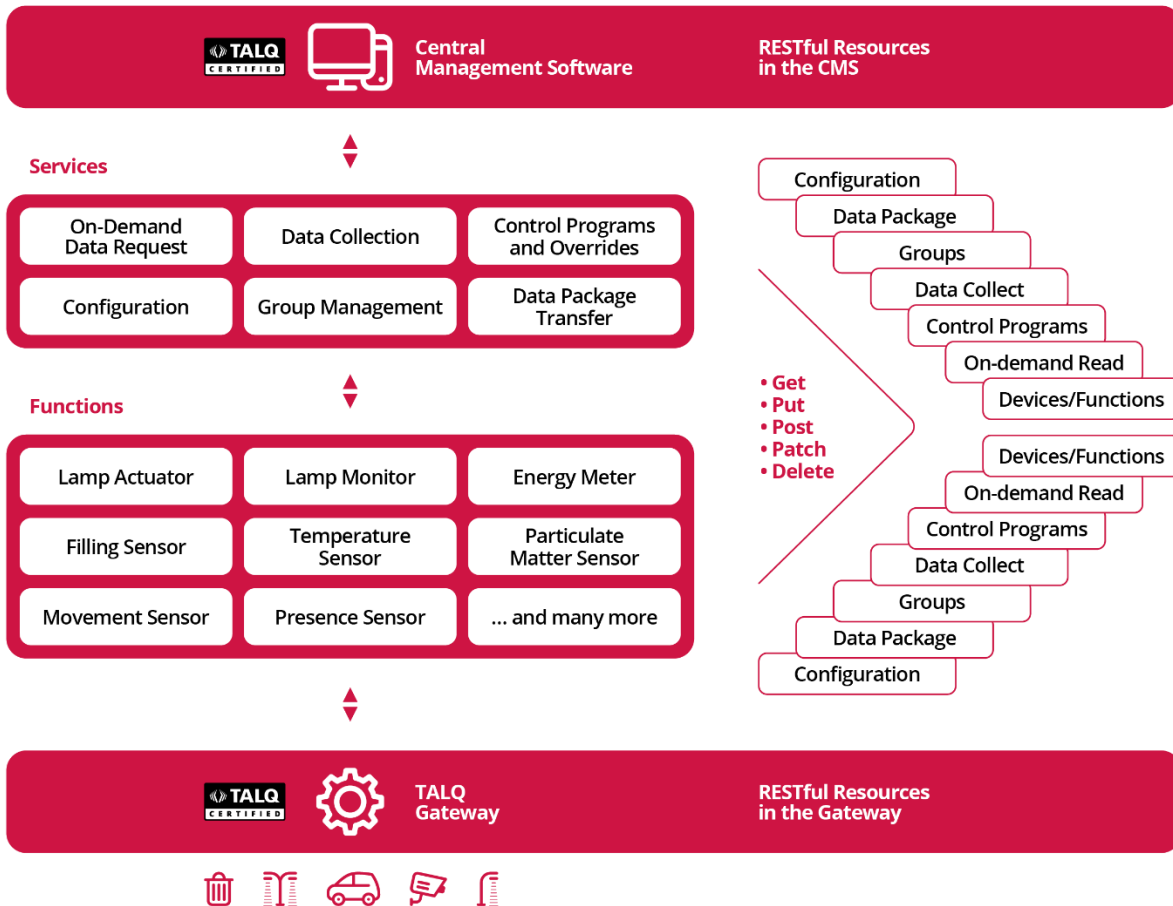 TALQ
CERTIFIED
Central
Management Software
RESTful Resources
in the CMS
Services
On-Demand
Data Request
Data Collection
Control Programs
and Overrides
Configuration
Group Management
Data Package
Transfer
Functions
Lamp Actuator
Lamp Monitor
Energy Meter
Filling Sensor
Temperature
Sensor
Particulate
Matter Sensor
Movement Sensor
Presence Sensor
... and many more
Configuration
Data Package
Groups
Data Collect
Control Programs
On-demand Read
Devices/Functions
• Get
• Put
• Post
• Patch
• Delete
Devices/Functions
On-demand Read
Control Programs
Data Collect
Groups
Data Package
Configuration
TALQ
CERTIFIED
TALQ
Gateway
RESTful Resources
in the Gateway